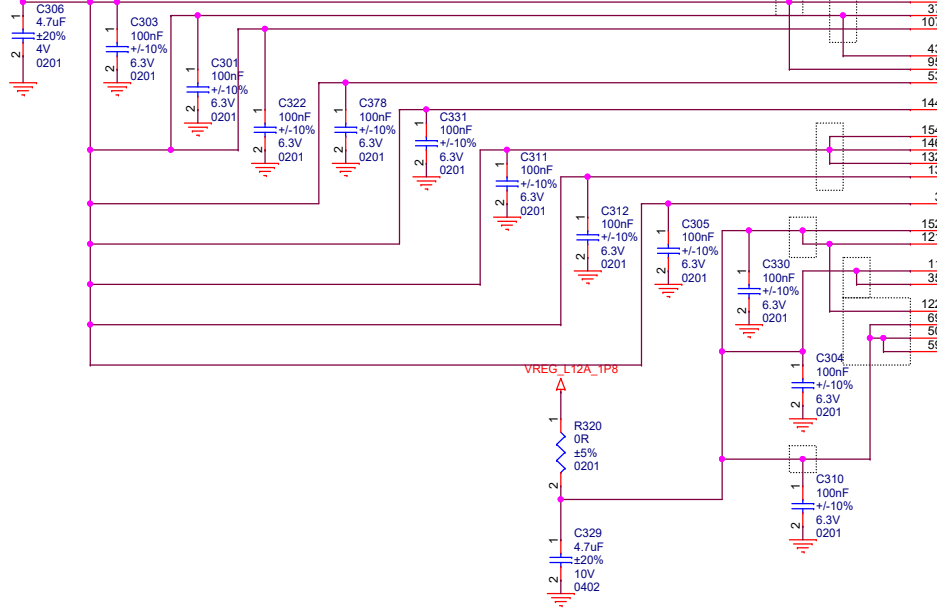 C306
4.7uF
±20%
4V
0201
1
2
C303
100nF
+/-10%
6.3V
0201
1
2
C301
100nF
+/-10%
6.3V
0201
1
2
C322
100nF
+/-10%
6.3V
0201
1
2
C378
100nF
+/-10%
6.3V
0201
1
2
C331
100nF
+/-10%
6.3V
0201
1
2
C311
100nF
+/-10%
6.3V
0201
1
2
C312
100nF
+/-10%
6.3V
0201
1
2
C305
100nF
+/-10%
6.3V
0201
1
2
C330
100nF
+/-10%
6.3V
0201
1
2
C304
100nF
+/-10%
6.3V
0201
1
2
C310
100nF
+/-10%
6.3V
0201
1
2
VREG_L12A_1P8
1
R320
0R
±5%
0201
2
1
C329
4.7uF
±20%
10V
0402
2
107
144
154
146
132
152
121
122